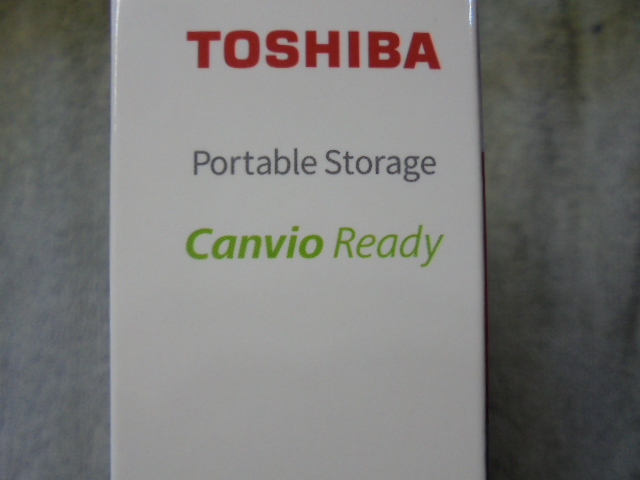 TOSHIBA
Portable Storage
Canvio Ready